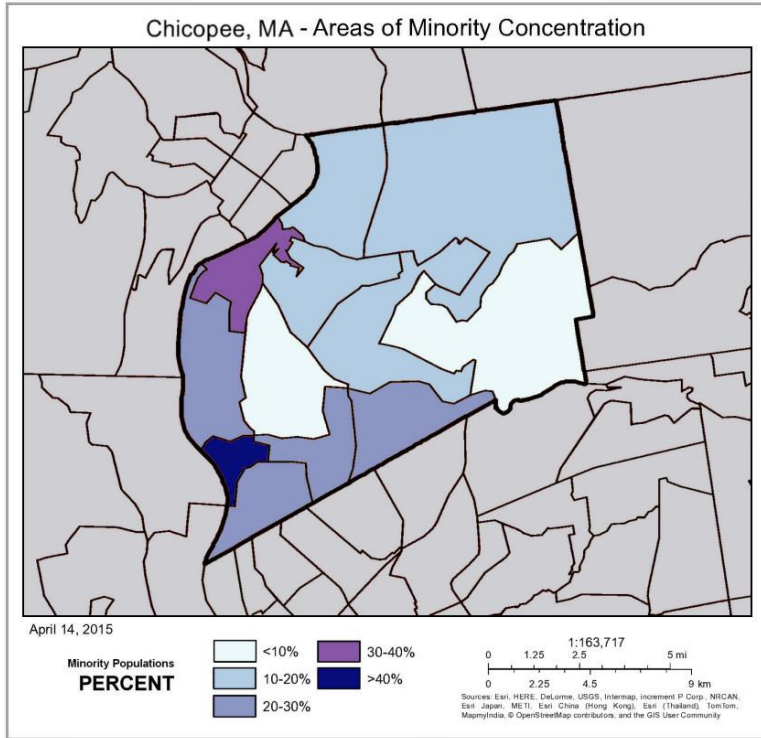 Chicopee, MA - Areas of Minority Concentration
April 14, 2015
Minority Populations
PERCENT
<10%
10-20%
20-30%
30-40%
>40%
1:163,717
0 1.25 2.5 5 mi
0 2.25 4.5 9 km
Sources: Esri, HERE, DeLorme, USGS, Intermap, increment P Corp., NRCAN,
Esri Japan, METI, Esri China (Hong Kong), Esri (Thailand), TomTom,
MapmyIndia, © OpenStreetMap contributors, and the GIS User Community